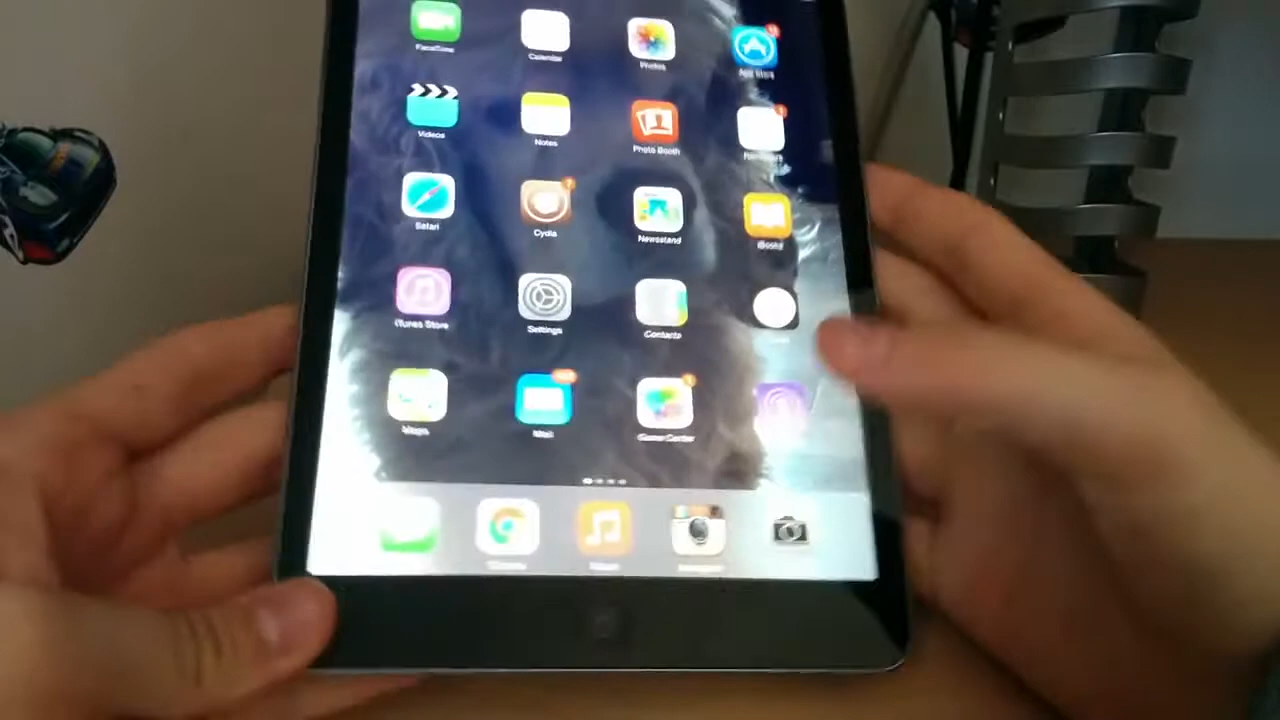 FaceTime
Calendar
Photos
App Store
Videos
Notes
Photo Booth
Safari
Cydia
Newsstand
iBooks
iTunes Store
Settings
Contacts
Maps
Mail
Game Center